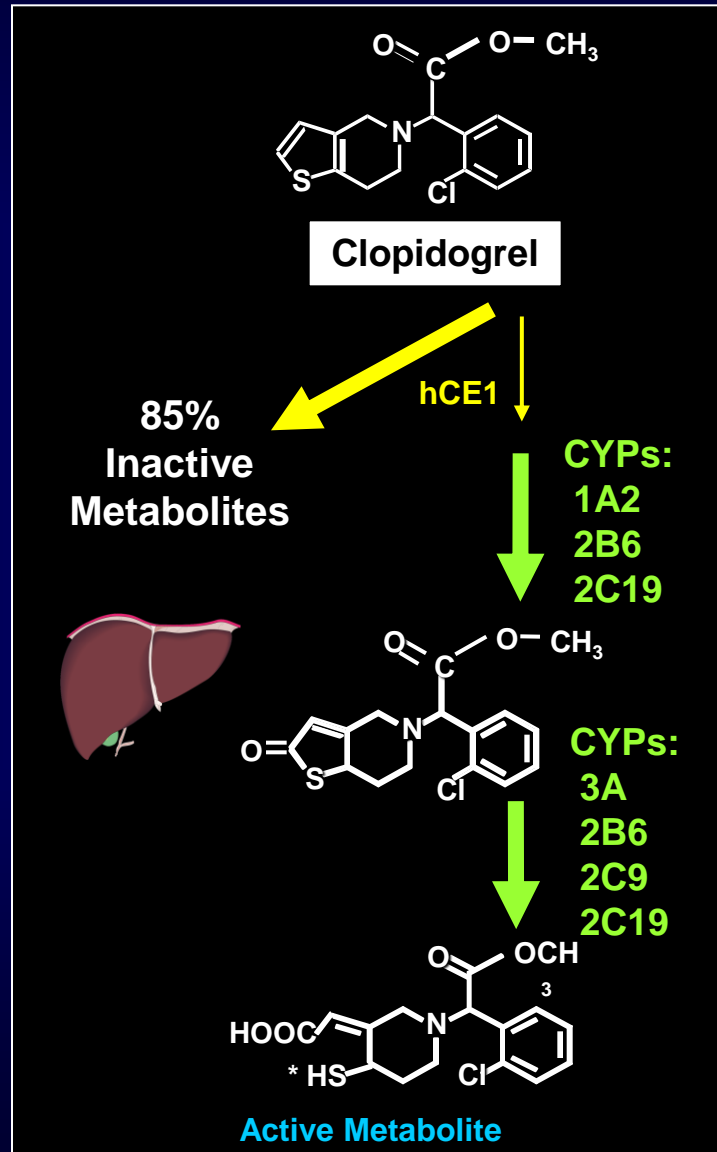 O
C
O
CH3
N
S
Cl
Clopidogrel
hCE1
85%
Inactive
Metabolites
CYPs:
1A2
2B6
2C19
O
C
O
CH3
N
O
S
Cl
CYPs:
3A
2B6
2C9
2C19
O
OCH
3
N
HOOC
* HS
Cl
Active Metabolite